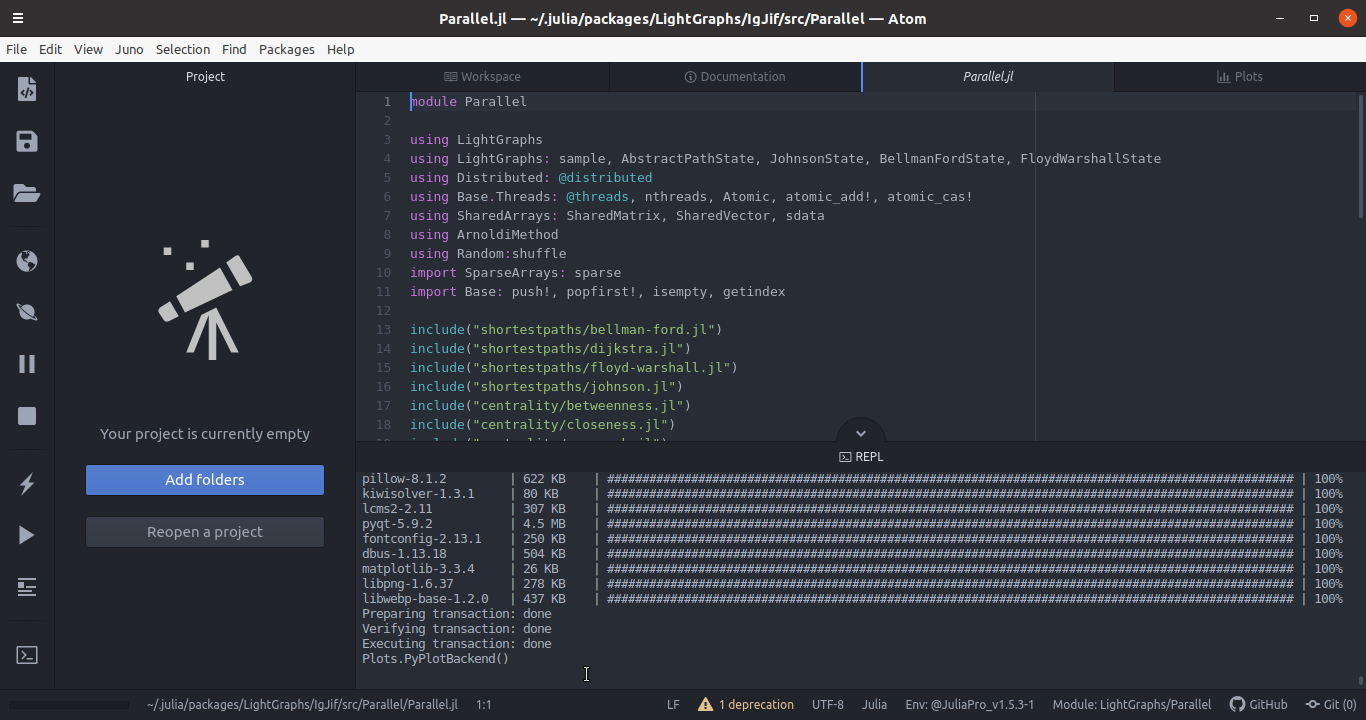 Parallel.jl — ~/.julia/packages/LightGraphs/IgJif/src/Parallel — Atom
File Edit View Juno Selection Find Packages Help
Project
Workspace
Documentation
Parallel.jl
Plots
1 module Parallel
2
3 using LightGraphs
4 using LightGraphs: sample, AbstractPathState, JohnsonState, BellmanFordState, FloydWarshallState
5 using Distributed: @distributed
6 using Base.Threads: @threads, nthreads, Atomic, atomic_add!, atomic_cas!
7 using SharedArrays: SharedMatrix, SharedVector, sdata
8 using ArnoldiMethod
9 using Random:shuffle
10 import SparseArrays: sparse
11 import Base: push!, popfirst!, isempty, getindex
12
13 include("shortestpaths/bellman-ford.jl")
14 include("shortestpaths/dijkstra.jl")
15 include("shortestpaths/floyd-warshall.jl")
16 include("shortestpaths/johnson.jl")
17 include("centrality/betweenness.jl")
18 include("centrality/closeness.jl")
Your project is currently empty
Add folders
Reopen a project
REPL
pillow-8.1.2 | 622 KB | ######################################################################################## | 100%
kiwisolver-1.3.1 | 80 KB | ######################################################################################## | 100%
lcms2-2.11 | 307 KB | ######################################################################################## | 100%
pyqt-5.9.2 | 4.5 MB | ######################################################################################## | 100%
fontconfig-2.13.1 | 250 KB | ######################################################################################## | 100%
dbus-1.13.18 | 504 KB | ######################################################################################## | 100%
matplotlib-3.3.4 | 26 KB | ######################################################################################## | 100%
libpng-1.6.37 | 278 KB | ######################################################################################## | 100%
libwebp-base-1.2.0 | 437 KB | ######################################################################################## | 100%
Preparing transaction: done
Verifying transaction: done
Executing transaction: done
Plots.PyPlotBackend()
~/.julia/packages/LightGraphs/IgJif/src/Parallel/Parallel.jl 1:1 LF 1 deprecation UTF-8 Julia Env: @JuliaPro_v1.5.3-1 Module: LightGraphs/Parallel GitHub Git (0)